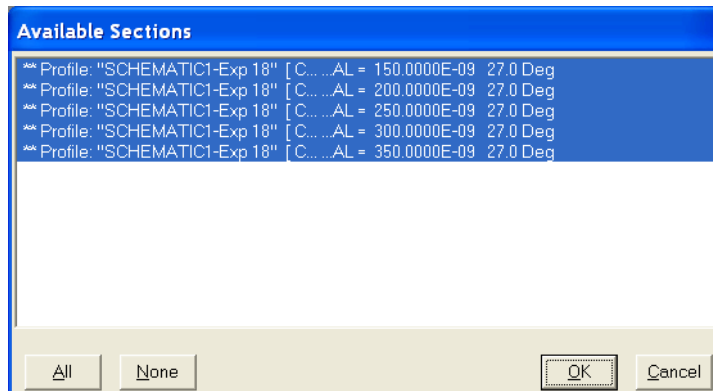 Available Sections
** Profile: "SCHEMATIC1-Exp 18" [ C... ...AL = 150.0000E-09 27.0 Deg
** Profile: "SCHEMATIC1-Exp 18" [ C... ...AL = 200.0000E-09 27.0 Deg
** Profile: "SCHEMATIC1-Exp 18" [ C... ...AL = 250.0000E-09 27.0 Deg
** Profile: "SCHEMATIC1-Exp 18" [ C... ...AL = 300.0000E-09 27.0 Deg
** Profile: "SCHEMATIC1-Exp 18" [ C... ...AL = 350.0000E-09 27.0 Deg
All None OK Cancel